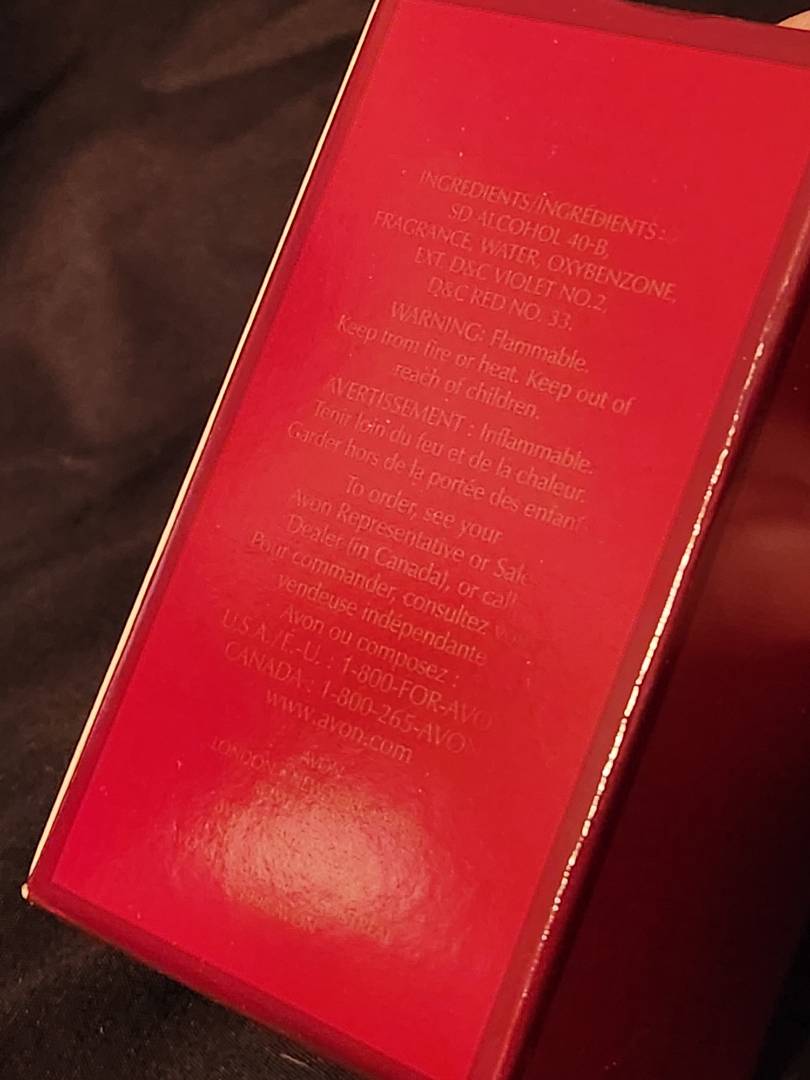 INGREDIENTS/INGRÉDIENTS:
SD ALCOHOL 40-B,
FRAGRANCE, WATER, OXYBENZONE,
EXT. D&C VIOLET NO.2,
D&C RED NO. 33.
WARNING: Flammable.
Keep from fire or heat. Keep out of
reach of children.
AVERTISSEMENT : Inflammable.
Tenir loin du feu et de la chaleur.
Garder hors de la portée des
To order, see your
Avon Representative or
Dealer (in Canada), or call
Pour commander, consultez
vendeuse indépendante
Avon ou composez :
U.S.A./E.-U. : 1-800-FOR-AVO
CANADA : 1-800-265-AVO
www.avon.com
AVON
LONDON